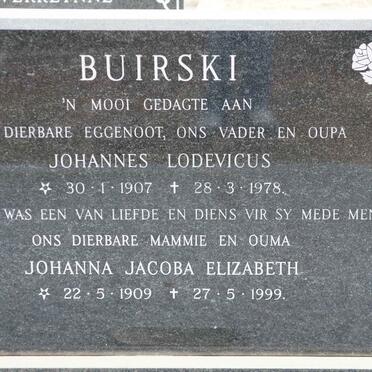 BUIRSKI
'N MOOI GEDAGTE AAN
DIERBARE EGGENOOT, ONS VADER EN OUPA
JOHANNES LODEVICUS
☆ 30·1·1907 † 28·3·1978.
WAS EEN VAN LIEFDE EN DIENS VIR SY MEDE
ONS DIERBARE MAMMIE EN OUMA
JOHANNA JACOBA ELIZABETH
☆ 22·5·1909 † 27·5·1999.